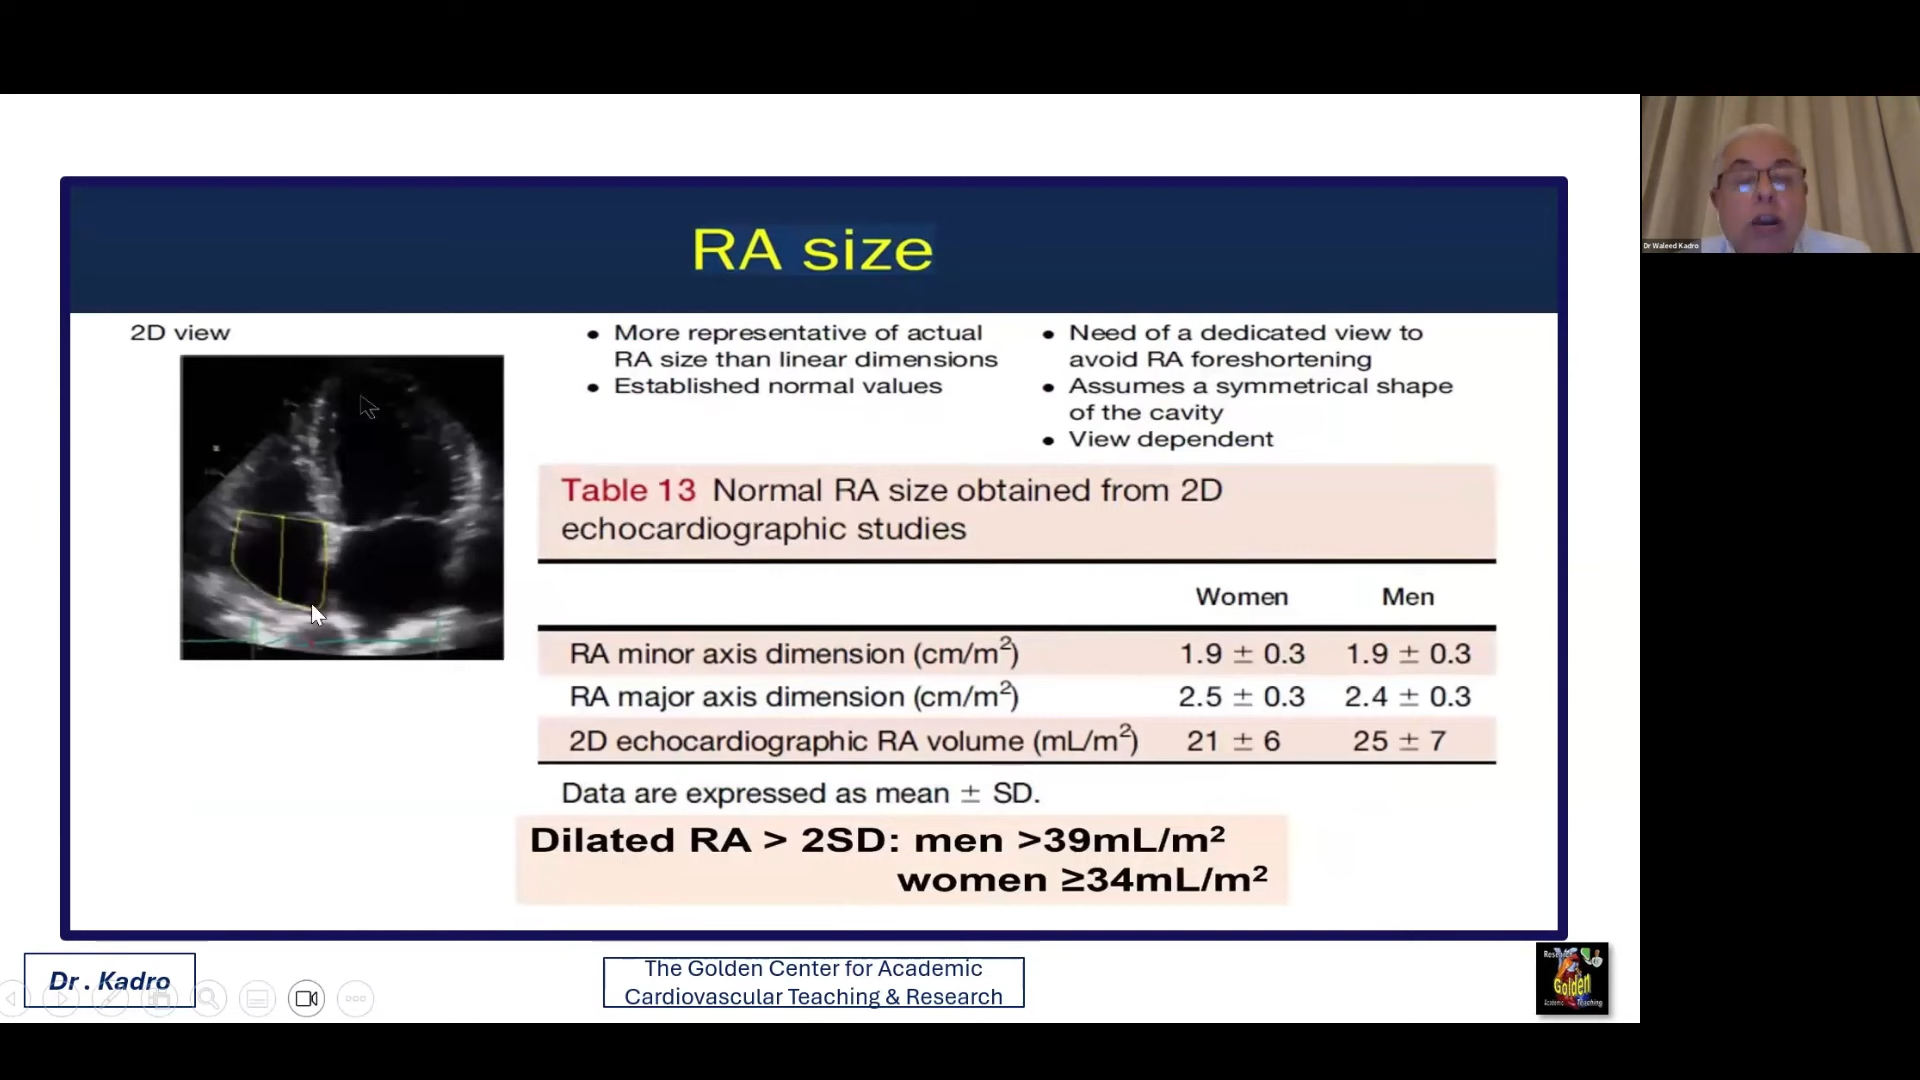 RA size
2D view
• More representative of actual
RA size than linear dimensions
• Established normal values
• Need of a dedicated view to
avoid RA foreshortening
• Assumes a symmetrical shape
of the cavity
• View dependent
Table 13 Normal RA size obtained from 2D
echocardiographic studies
Women Men
RA minor axis dimension (cm/m²) 1.9 ± 0.3 1.9 ± 0.3
RA major axis dimension (cm/m²) 2.5 ± 0.3 2.4 ± 0.3
2D echocardiographic RA volume (mL/m²) 21 ± 6 25 ± 7
Data are expressed as mean ± SD.
Dilated RA > 2SD: men >39mL/m²
women ≥34mL/m²
Dr . Kadro
The Golden Center for Academic
Cardiovascular Teaching & Research
Golden
Academic Teaching
Dr Waleed Kadro